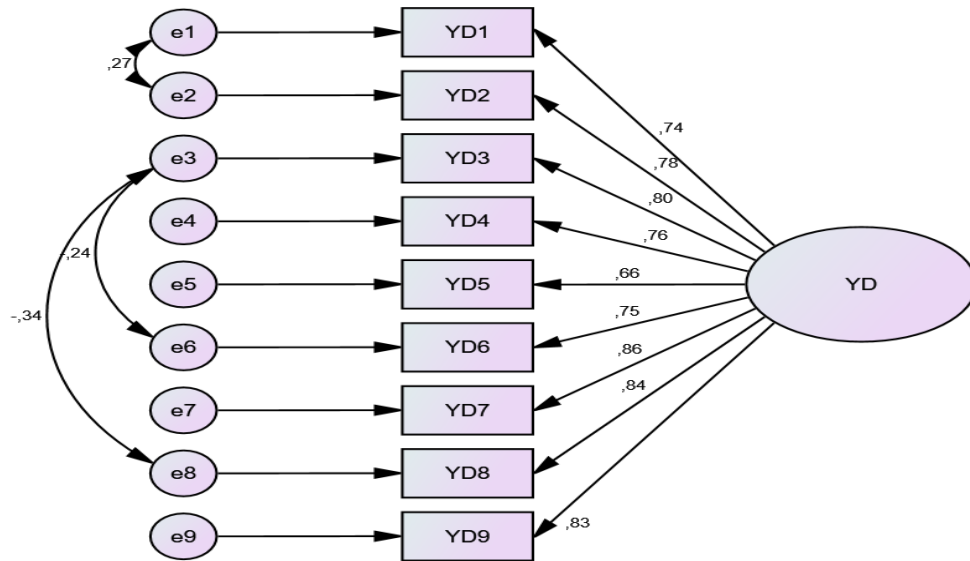 e1
YD1
,27
e2
YD2
,74
e3
YD3
,78
,80
e4
YD4
,76
-,24
e5
YD5
,66
YD
-,34
e6
YD6
,75
e7
YD7
,86
,84
e8
YD8
e9
YD9
,83